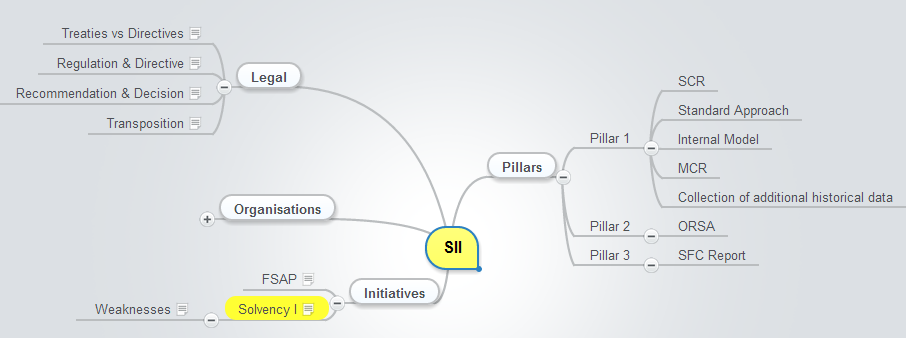 Treaties vs Directives
Regulation & Directive
Recommendation & Decision
Transposition
Legal
Organisations
FSAP
Weaknesses
Solvency I
Initiatives
SII
Pillars
Pillar 1
SCR
Standard Approach
Internal Model
MCR
Collection of additional historical data
Pillar 2
ORSA
Pillar 3
SFC Report